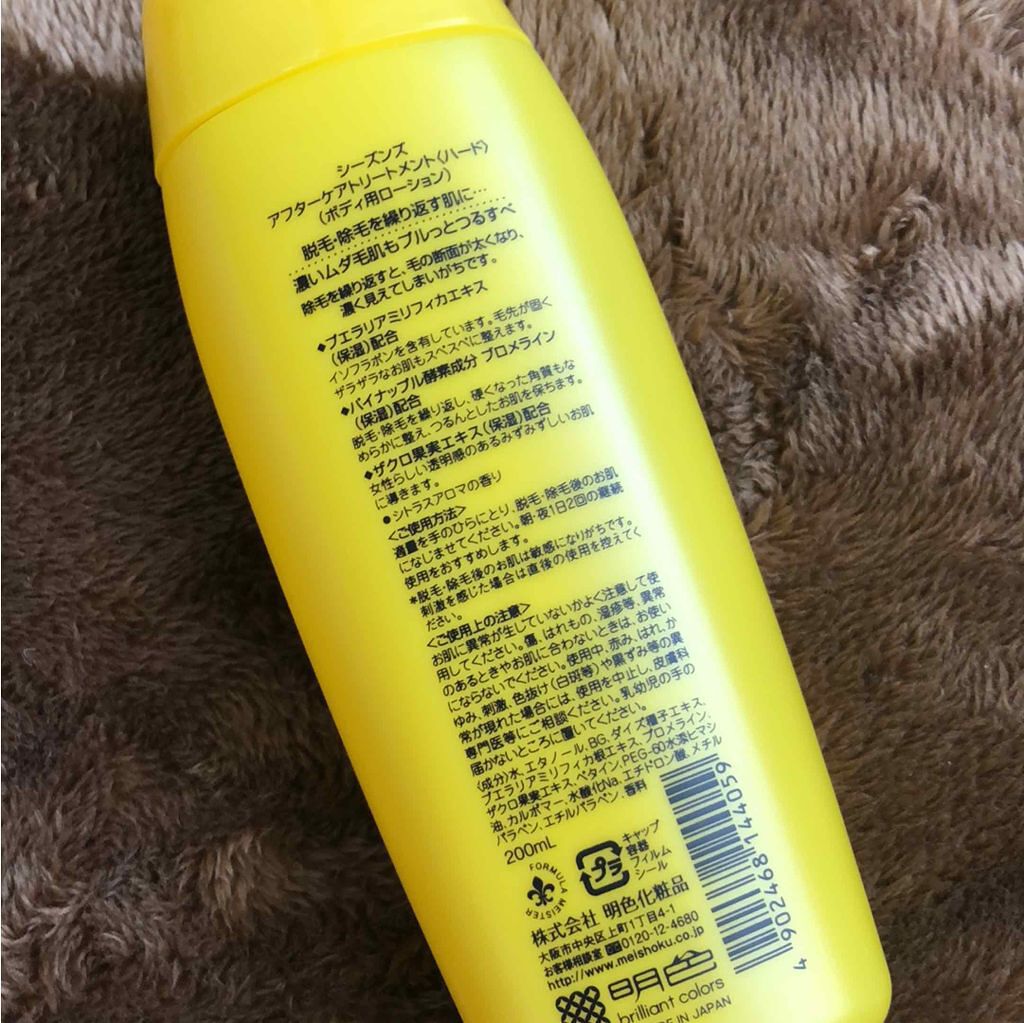 シーズンズ
アフターケアトリートメント〈ハード〉
(ボディ用ローション)
脱毛・除毛を繰り返す肌に…
濃いムダ毛肌もプルっとつるすべ
除毛を繰り返すと、毛の断面が太くなり、
濃く見えてしまいがちです。
◆プエラリアミリフィカエキス
(保湿)配合
イソフラボンを含有しています。毛先が固く
ザラザラなお肌もスベスベに整えます。
◆パイナップル酵素成分 ブロメライン
(保湿)配合
脱毛・除毛を繰り返し、硬くなった角質もな
めらかに整え、つるんとしたお肌を保ちます。
◆ザクロ果実エキス(保湿)配合
女性らしい透明感のあるみずみずしいお肌
に導きます。
●シトラスアロマの香り
<ご使用方法>
適量を手のひらにとり、脱毛・除毛後のお肌
になじませてください。朝・夜1日2回の継続
使用をおすすめします。
*脱毛・除毛後のお肌は敏感になりがちです。
刺激を感じた場合は直後の使用を控えてく
ださい。
<ご使用上の注意>
お肌に異常が生じていないかよく注意して使
用してください。傷、はれもの、湿疹等、異常
のあるときやお肌に合わないときは、お使い
にならないでください。使用中、赤み、はれ、か
ゆみ、刺激、色抜け(白斑等)や黒ずみ等の異
常が現れた場合には、使用を中止し、皮膚科
専門医等にご相談ください。乳幼児の手の
届かないところに置いてください。
〈成分〉水、エタノール、BG、ダイズ種子エキス、
プエラリアミリフィカ根エキス、ブロメライン、
ザクロ果実エキス、ベタイン、PEG-60水添ヒマシ
油、カルボマー、水酸化Na、エチドロン酸、メチル
パラベン、エチルパラベン、香料
200mL
FORMULA MEISTER
プラ
キャップ
容器
フィルム
シール
株式会社 明色化粧品
大阪市中央区上町1丁目4-1
お客様相談室 0120-12-4680
http://www.meishoku.co.jp
明色
brilliant colors
DE IN JAPAN
4 902468 144059